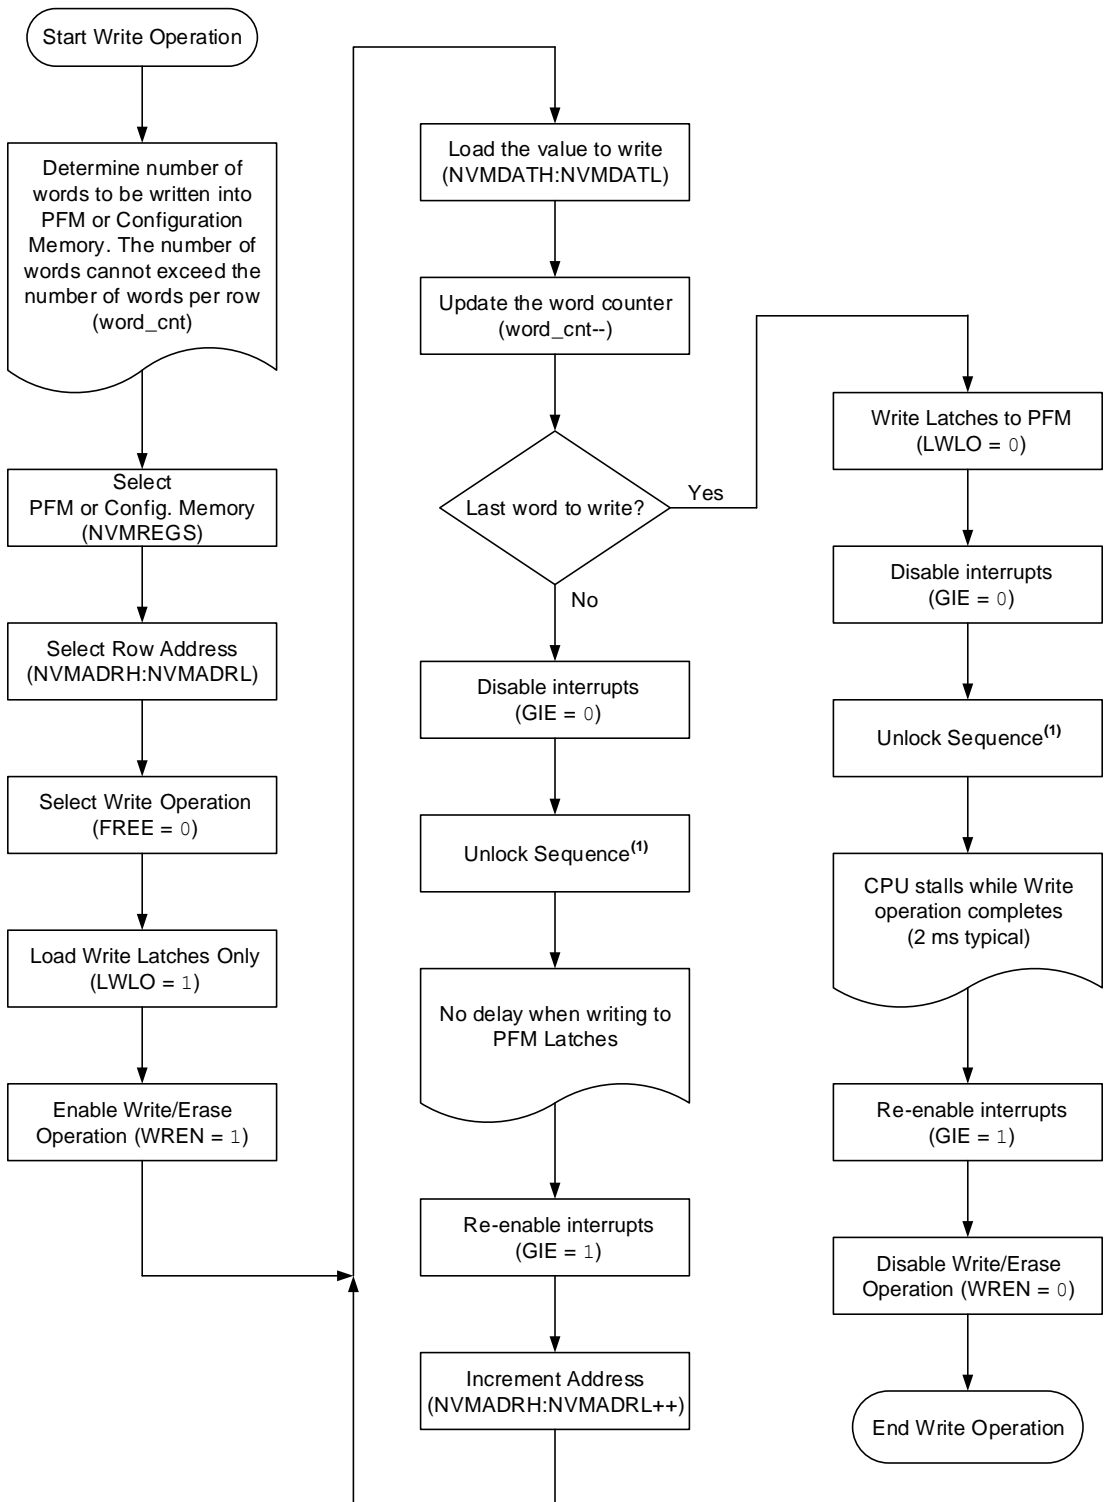 Start Write Operation
Determine number of
words to be written into
PFM or Configuration
Memory. The number of
words cannot exceed the
number of words per row
(word_cnt)
Select
PFM or Config. Memory
(NVMREGS)
Select Row Address
(NVMADRH:NVMADRL)
Select Write Operation
(FREE = 0)
Load Write Latches Only
(LWLO = 1)
Enable Write/Erase
Operation (WREN = 1)
Load the value to write
(NVMDATH:NVMDATL)
Update the word counter
(word_cnt--)
Last word to write?
Yes
No
Disable interrupts
(GIE = 0)
Unlock Sequence(1)
No delay when writing to
PFM Latches
Re-enable interrupts
(GIE = 1)
Increment Address
(NVMADRH:NVMADRL++)
Write Latches to PFM
(LWLO = 0)
Disable interrupts
(GIE = 0)
Unlock Sequence(1)
CPU stalls while Write
operation completes
(2 ms typical)
Re-enable interrupts
(GIE = 1)
Disable Write/Erase
Operation (WREN = 0)
End Write Operation